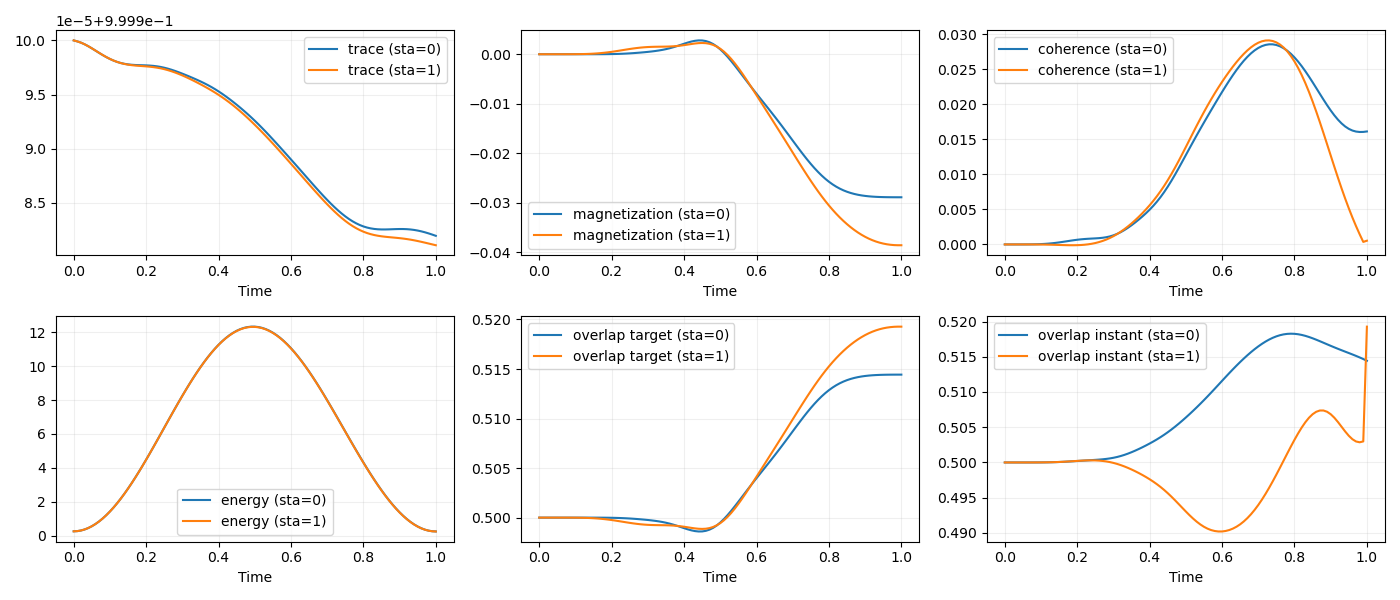 1e−5+9.999e−1
10.0
9.5
9.0
8.5
trace (sta=0)
trace (sta=1)
0.0 0.2 0.4 0.6 0.8 1.0
Time
0.00
−0.01
−0.02
−0.03
−0.04
magnetization (sta=0)
magnetization (sta=1)
0.0 0.2 0.4 0.6 0.8 1.0
Time
0.030
0.025
0.020
0.015
0.010
0.005
0.000
coherence (sta=0)
coherence (sta=1)
0.0 0.2 0.4 0.6 0.8 1.0
Time
12
10
8
6
4
2
0
energy (sta=0)
energy (sta=1)
0.0 0.2 0.4 0.6 0.8 1.0
Time
0.520
0.515
0.510
0.505
0.500
overlap target (sta=0)
overlap target (sta=1)
0.0 0.2 0.4 0.6 0.8 1.0
Time
0.520
0.515
0.510
0.505
0.500
0.495
0.490
overlap instant (sta=0)
overlap instant (sta=1)
0.0 0.2 0.4 0.6 0.8 1.0
Time